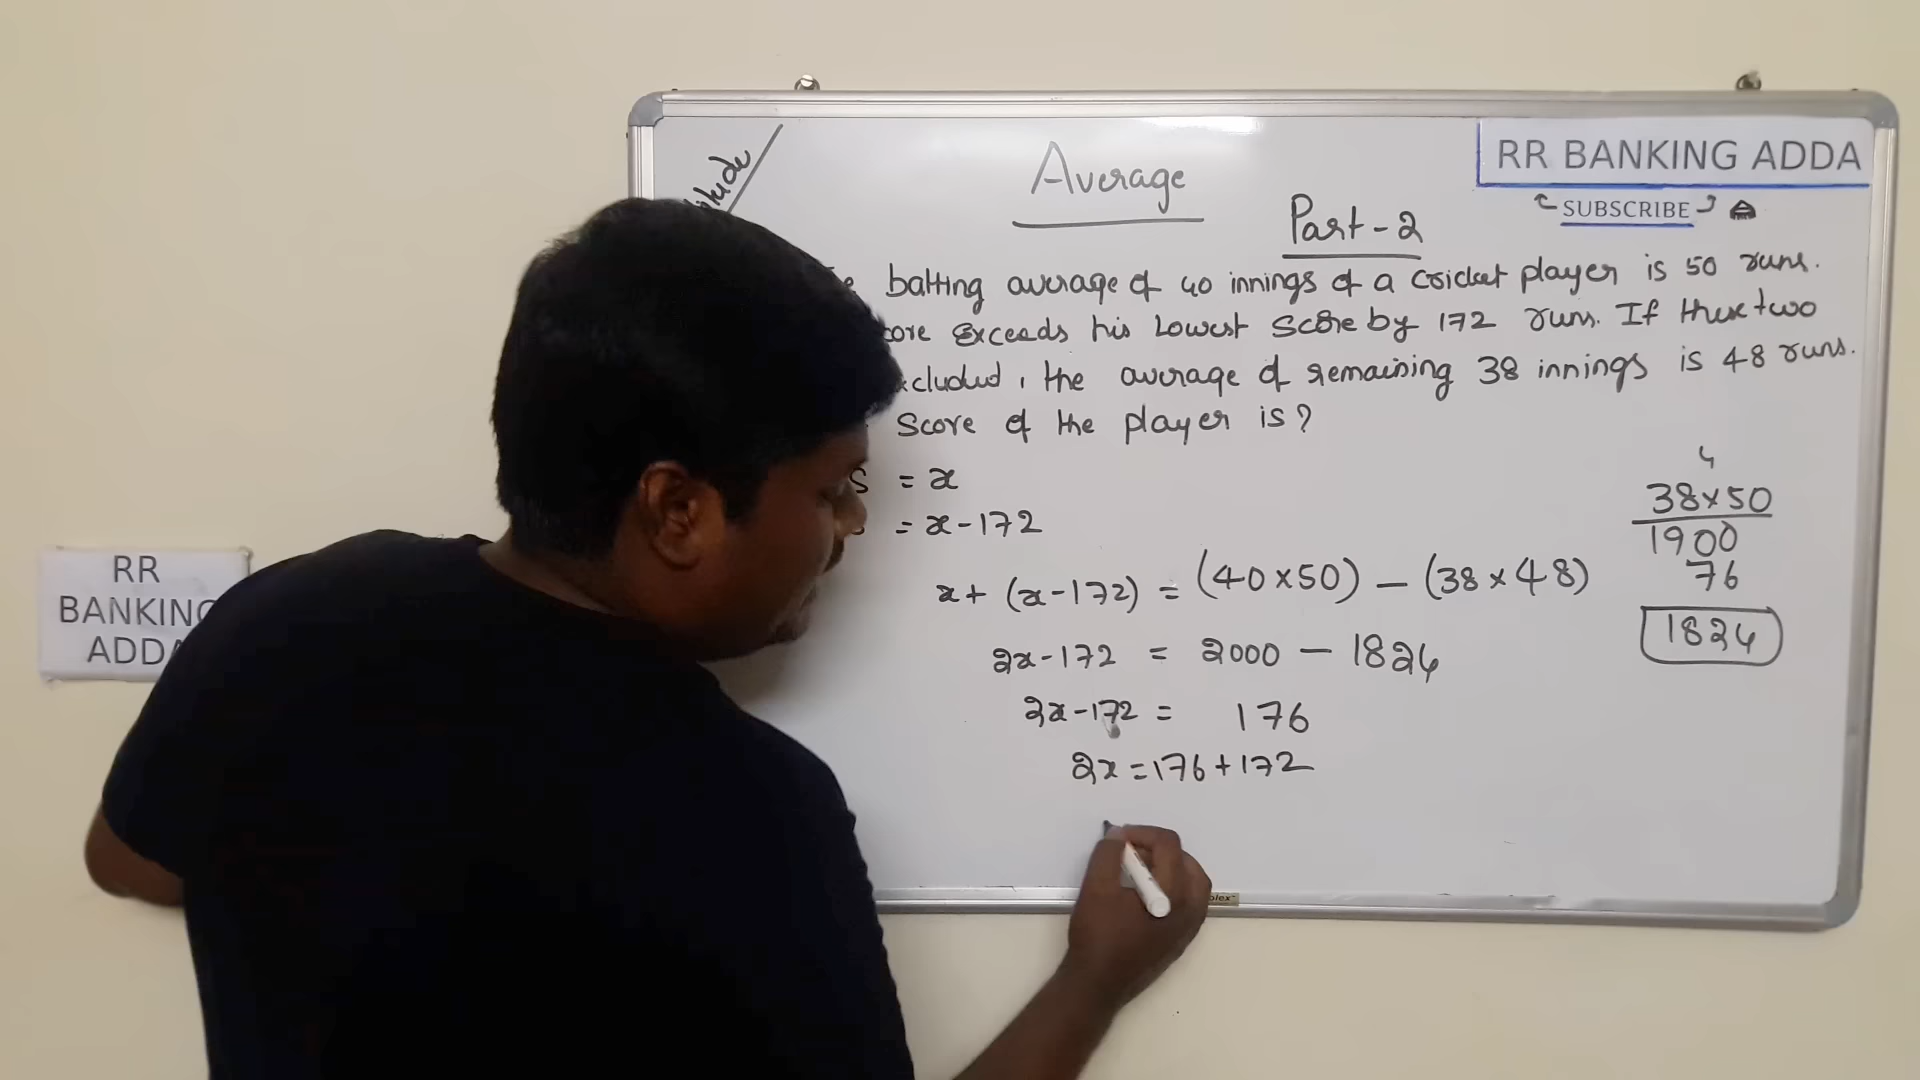 Average
RR BANKING ADDA
SUBSCRIBE
Part-2
batting average of 40 innings of a cricket player is 50 runs.
exceeds his Lowest Score by 172 runs. If these two
the average of remaining 38 innings is 48 runs.
Score of the player is?
S = x
= x-172
x+ (x-172) = (40×50) - (38×48)
2x-172 = 2000 - 1824
2x-172 = 176
2x = 176+172
4
38×50
1900
76
1824
RR
BANKING
ADDA